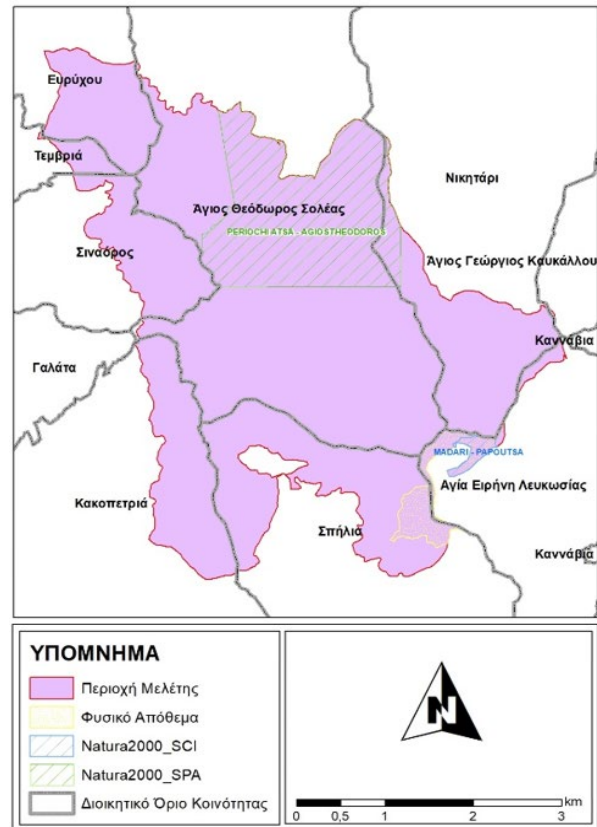 Ευρύχου
Τεμβριά
Νικητάρι
Άγιος Θεόδωρος Σολέας
PERIOCHI ATSA - AGIOSTHEODOROS
Σιναόρος
Άγιος Γεώργιος Καυκάλλου
Καννάβια
Γαλάτα
MADARI - PAPOUTSA
Αγία Ειρήνη Λευκωσίας
Κακοπετριά
Σπήλιά
Καννάβια
ΥΠΟΜΝΗΜΑ
Περιοχή Μελέτης
Φυσικό Απόθεμα
Natura2000_SCI
Natura2000_SPA
Διοικητικό Όριο Κοινότητας
N
km
0 0,5 1 2 3